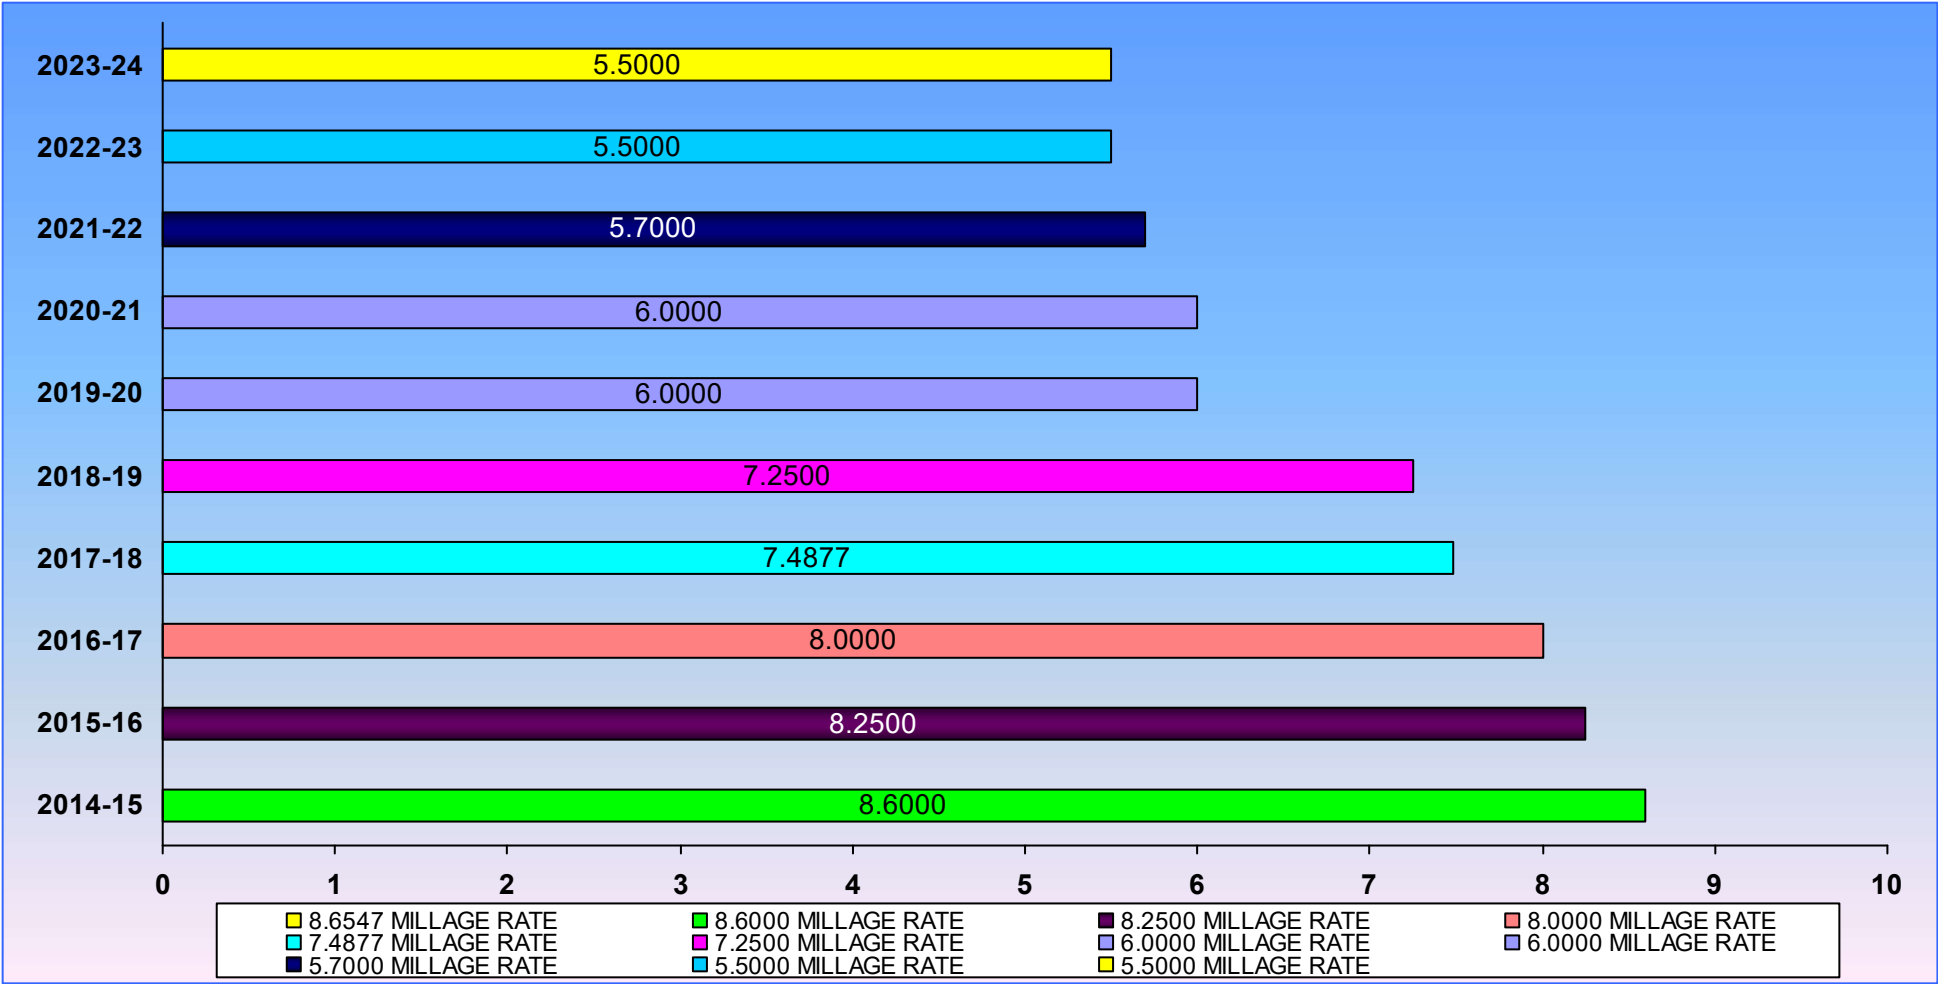 2023-24 5.5000
2022-23 5.5000
2021-22 5.7000
2020-21 6.0000
2019-20 6.0000
2018-19 7.2500
2017-18 7.4877
2016-17 8.0000
2015-16 8.2500
2014-15 8.6000
0 1 2 3 4 5 6 7 8 9 10
8.6547 MILLAGE RATE 8.6000 MILLAGE RATE 8.2500 MILLAGE RATE 8.0000 MILLAGE RATE
7.4877 MILLAGE RATE 7.2500 MILLAGE RATE 6.0000 MILLAGE RATE 6.0000 MILLAGE RATE
5.7000 MILLAGE RATE 5.5000 MILLAGE RATE 5.5000 MILLAGE RATE